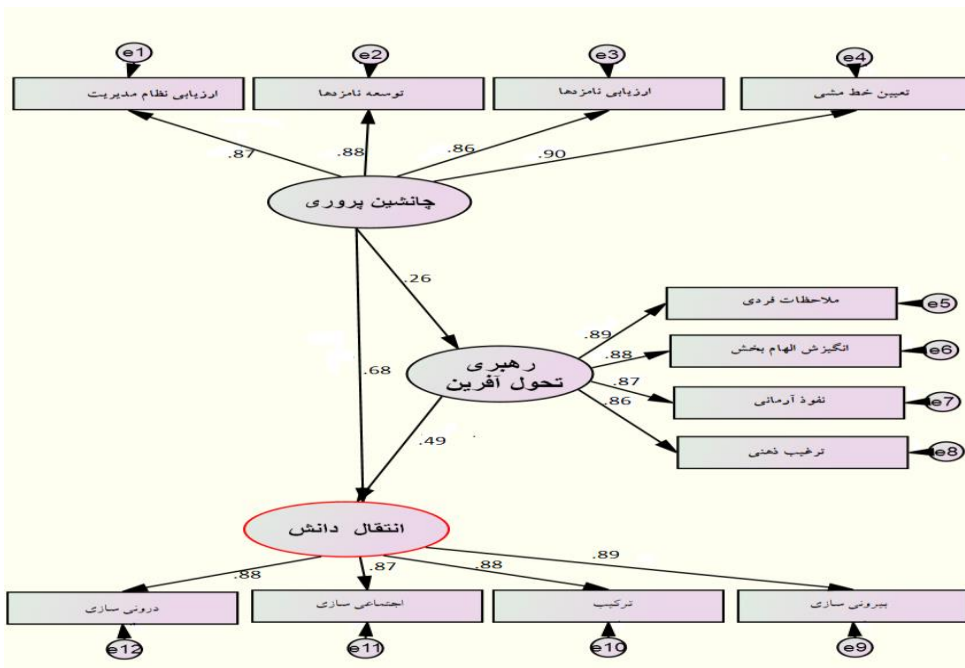 e1
e2
e3
e4
ارزیابی نظام مدیریت
توسعه نامزدها
ارزیابی نامزدها
تعیین خط مشی
.87
.88
.86
.90
جانشین پروری
.26
.68
رهبری
تحول آفرین
.89
.88
.87
.86
ملاحظات فردی
e5
انگیزش الهام بخش
e6
نفوذ آرمانی
e7
ترغیب ذهنی
e8
.49
انتقال دانش
.88
.87
.88
.89
درونی سازی
اجتماعی سازی
ترکیب
بیرونی سازی
e12
e11
e10
e9